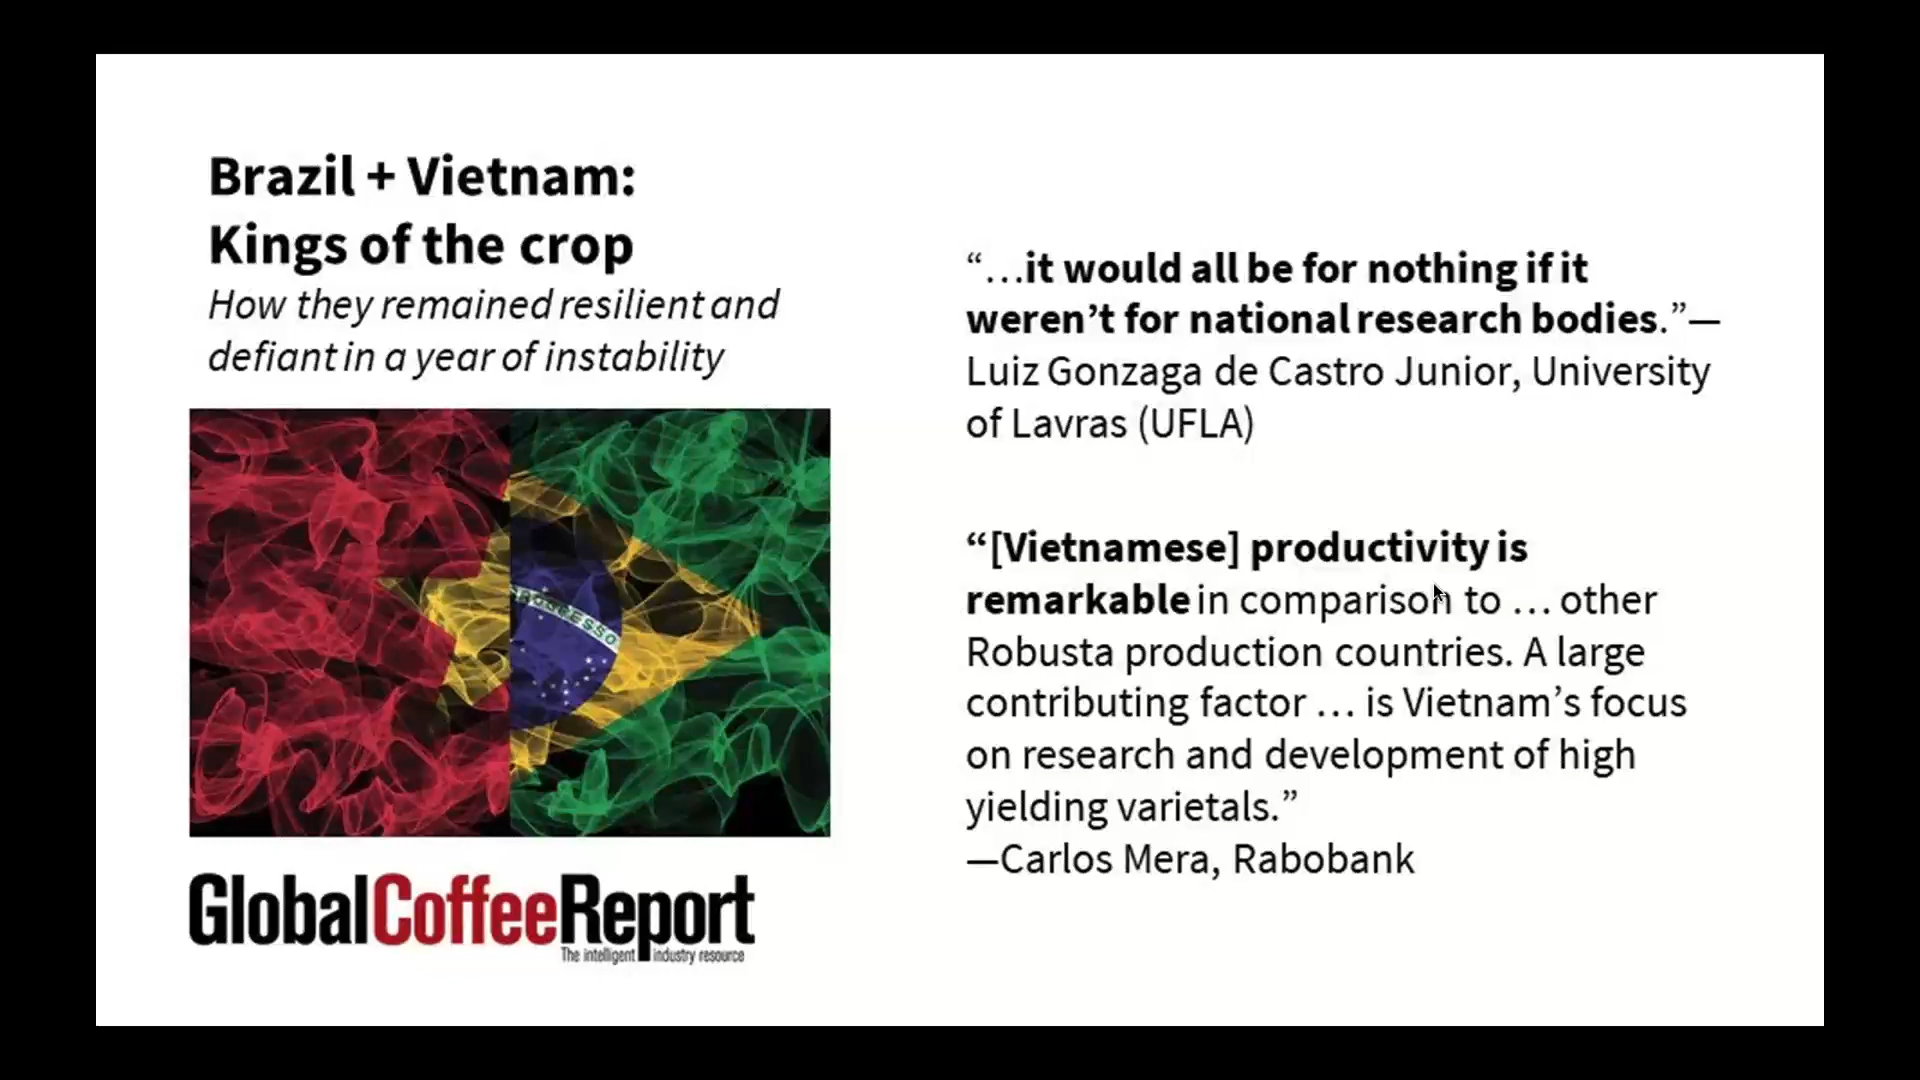 Brazil + Vietnam:
Kings of the crop
How they remained resilient and
defiant in a year of instability
PROGRESSO
GlobalCoffeeReport
The intelligent industry resource
“…it would all be for nothing if it
weren’t for national research bodies.”—
Luiz Gonzaga de Castro Junior, University
of Lavras (UFLA)
“[Vietnamese] productivity is
remarkable in comparison to … other
Robusta production countries. A large
contributing factor … is Vietnam’s focus
on research and development of high
yielding varietals.”
—Carlos Mera, Rabobank